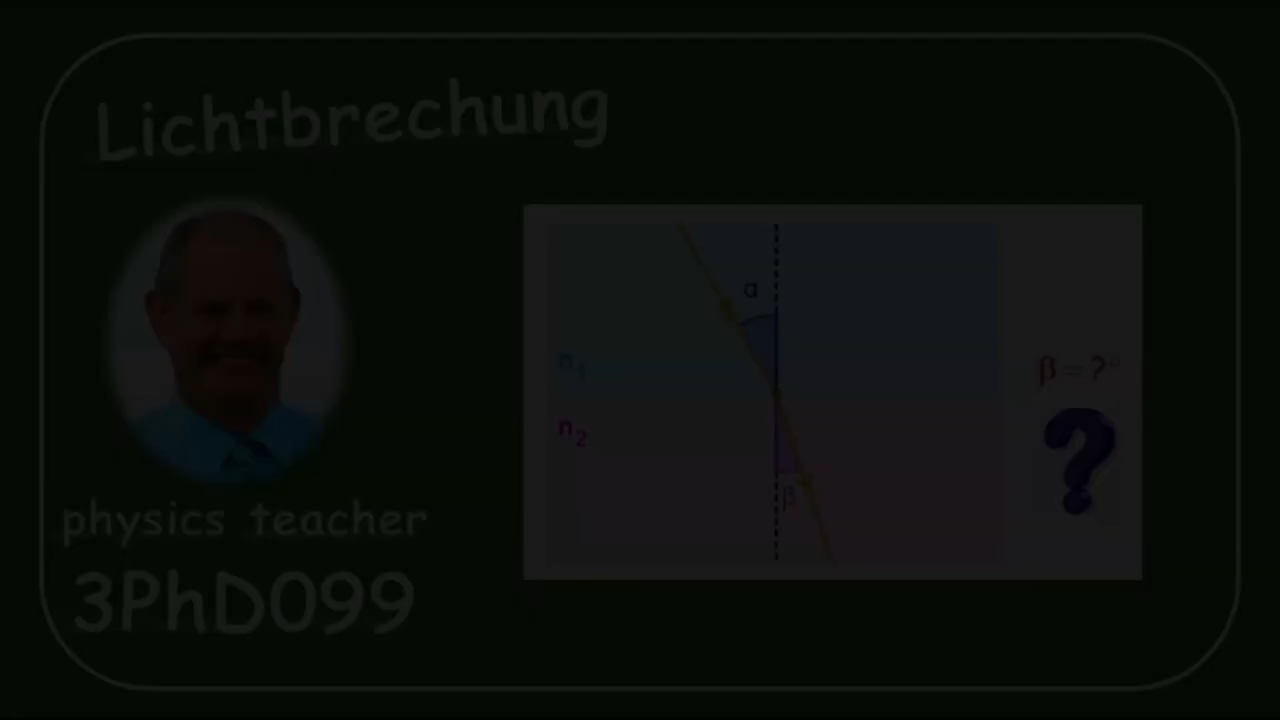 Lichtbrechung
α
n₁
β = ?°
n₂
?
β
physics teacher
3PhD099